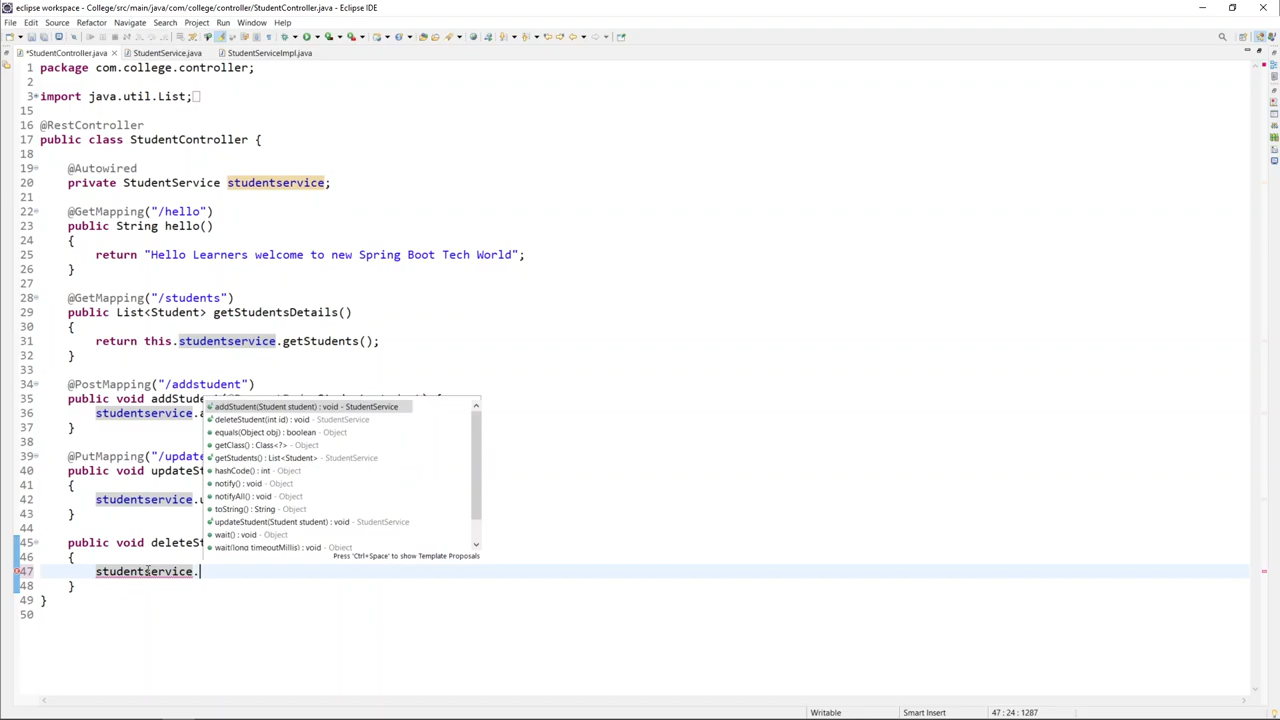 eclipse workspace - College/src/main/java/com/college/controller/StudentController.java - Eclipse IDE
File Edit Source Refactor Navigate Search Project Run Window Help
*StudentController.java StudentService.java StudentServiceImpl.java
1 package com.college.controller;
2
3 import java.util.List;
15
16 @RestController
17 public class StudentController {
18
19 @Autowired
20 private StudentService studentservice;
21
22 @GetMapping("/hello")
23 public String hello()
24 {
25 return "Hello Learners welcome to new Spring Boot Tech World";
26 }
27
28 @GetMapping("/students")
29 public List<Student> getStudentsDetails()
30 {
31 return this.studentservice.getStudents();
32 }
33
34 @PostMapping("/addstudent")
35 public void addStude
36 studentservice.a
37 }
38
39 @PutMapping("/update
40 public void updateSt
41 {
42 studentservice.u
43 }
44
45 public void deleteSt
46 {
47 studentservice.
48 }
49 }
50
addStudent(Student student) : void - StudentService
deleteStudent(int id) : void - StudentService
equals(Object obj) : boolean - Object
getClass() : Class<?> - Object
getStudents() : List<Student> - StudentService
hashCode() : int - Object
notify() : void - Object
notifyAll() : void - Object
toString() : String - Object
updateStudent(Student student) : void - StudentService
wait() : void - Object
wait(long timeoutMillis) : void - Object
Press 'Ctrl+Space' to show Template Proposals
Writable Smart Insert 47 : 24 : 1287